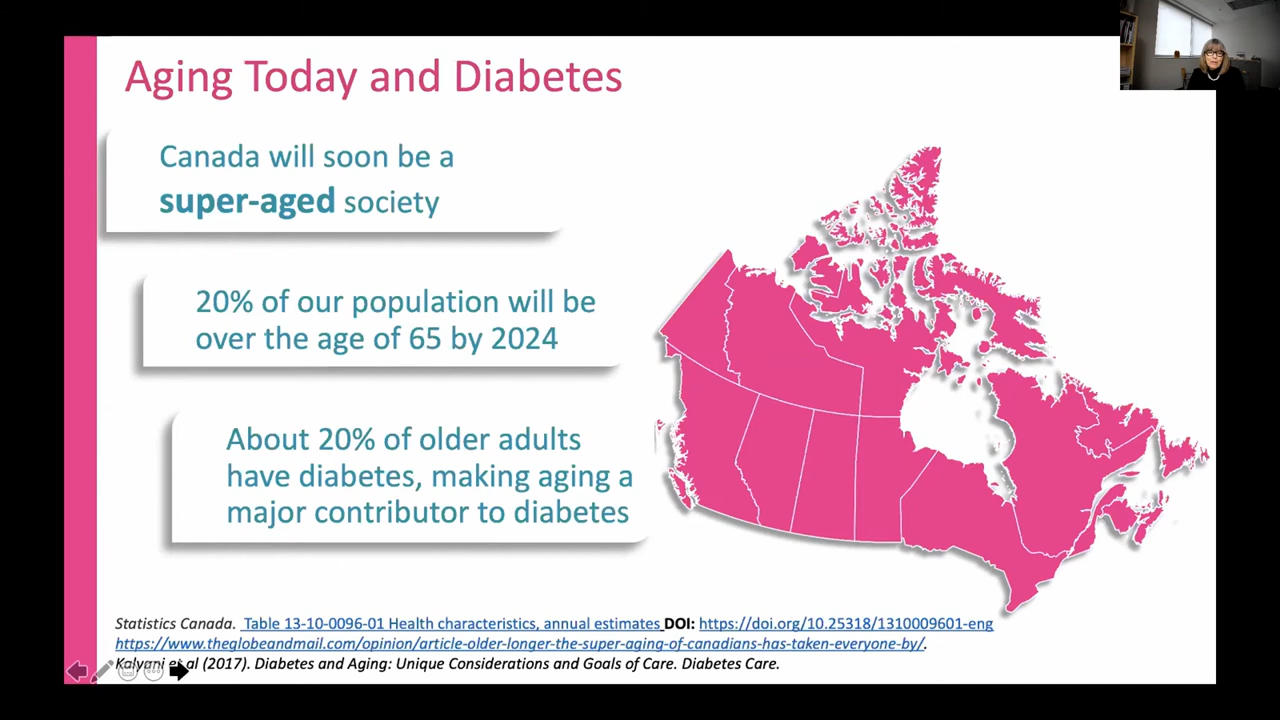 Aging Today and Diabetes
Canada will soon be a
super-aged society
20% of our population will be
over the age of 65 by 2024
About 20% of older adults
have diabetes, making aging a
major contributor to diabetes
Statistics Canada. Table 13-10-0096-01 Health characteristics, annual estimates DOI: https://doi.org/10.25318/1310009601-eng
https://www.theglobeandmail.com/opinion/article-older-longer-the-super-aging-of-canadians-has-taken-everyone-by/.
Kalyani et al (2017). Diabetes and Aging: Unique Considerations and Goals of Care. Diabetes Care.